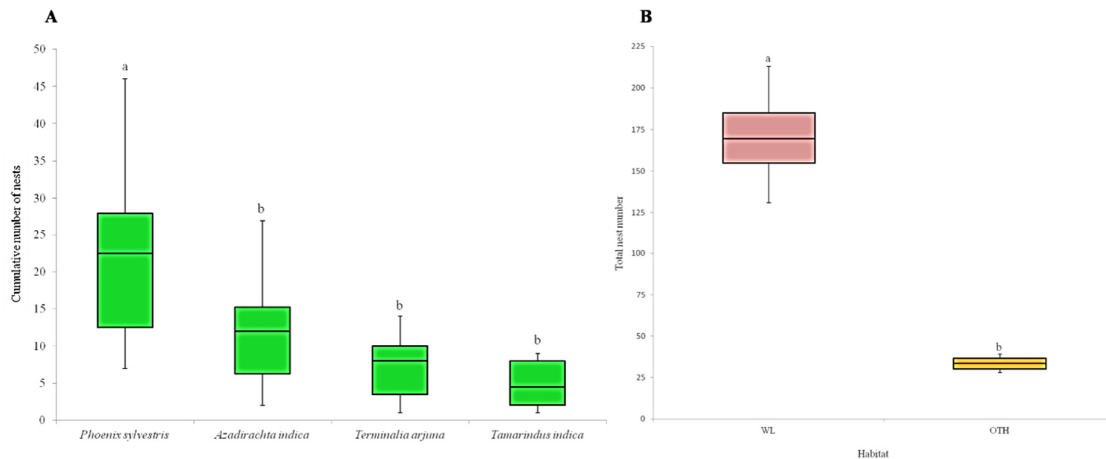 A
Cumulative number of nests
50
45
40
35
30
25
20
15
10
5
0
a
b
b
b
Phoenix sylvestris
Azadirachta indica
Terminalia arjuna
Tamarindus indica
B
Total nest number
225
200
175
150
125
100
75
50
25
0
a
b
WL
OTH
Habitat